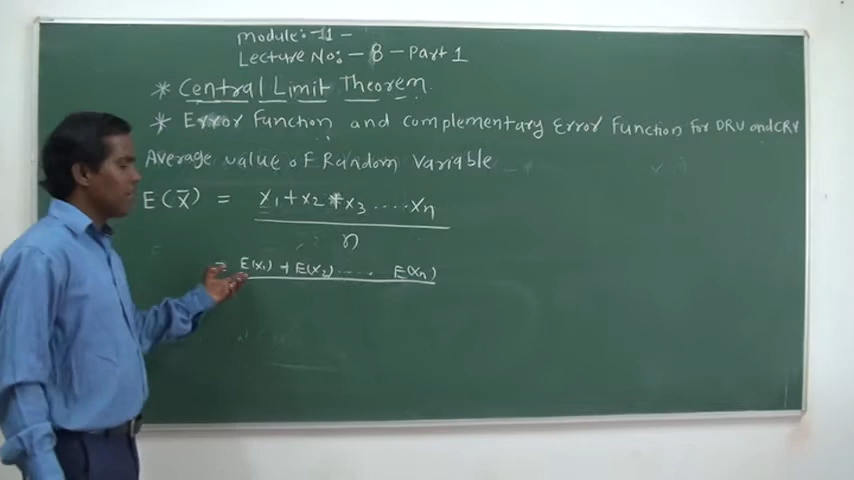 Module:-11-
Lecture No:- 8 - Part 1
* Central Limit Theorem.
* Error Function and complementary Error Function for DRV and CRV
Average value of Random Variable
E(X̄) = X1+X2+X3.....Xn
n
= E(X1)+E(X2)..... E(Xn)